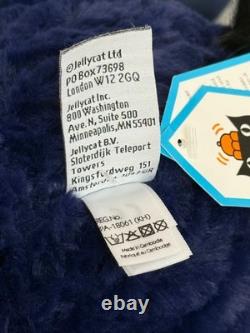 ©Jellycat Ltd
PO BOX 73698
LONDON W12 2GQ
Jellycat Inc.
800 Washington
Ave. N, Suite 500
Minneapolis, MN 55401
Jellycat B.V.
Sloterdijk Teleport
Towers
Kingsfordweg 151
Amsterdam
REG.No.
PA-18061 (KH)
Made in Cambodia